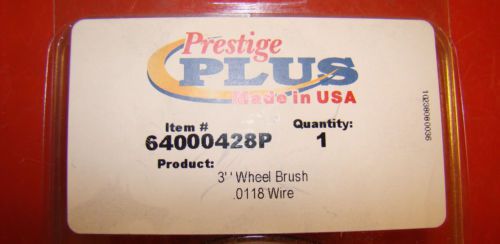 Prestige
PLUS
Made in USA
Item #
64000428P
Quantity:
1
Product:
3'' Wheel Brush
.0118 Wire